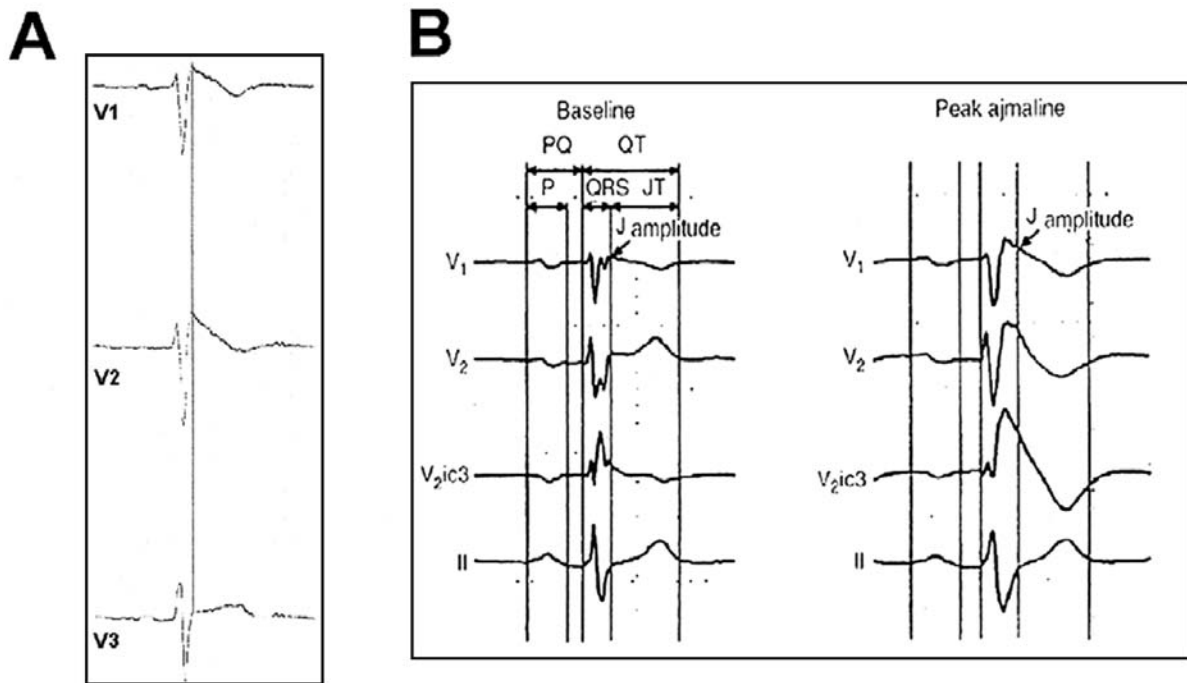 A
V1
V2
V3
B
Baseline
PQ QT
P QRS JT
J amplitude
V1
V2
V2ic3
II
Peak ajmaline
J amplitude
V1
V2
V2ic3
II